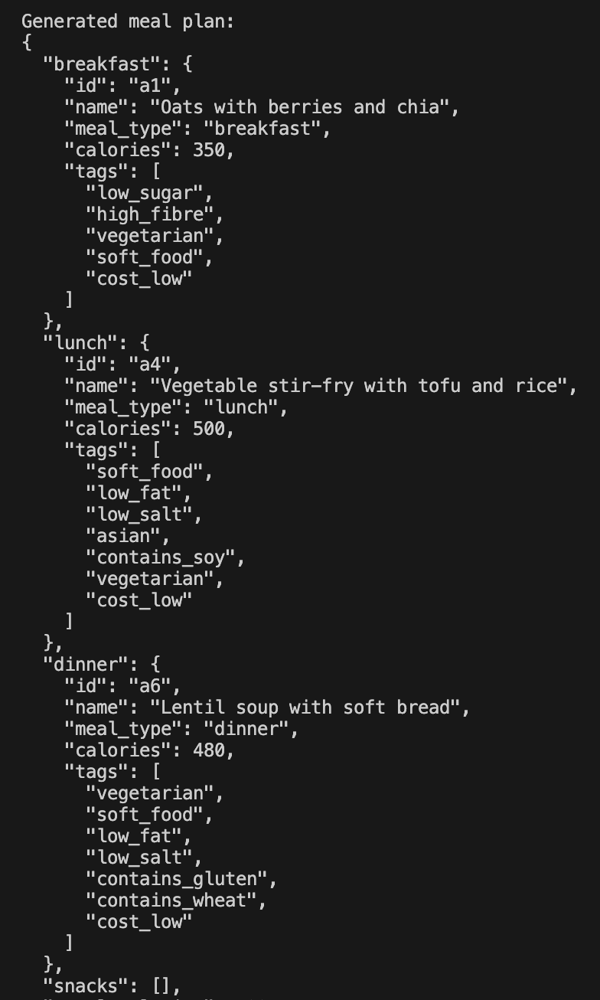 Generated meal plan:
{
  "breakfast": {
    "id": "a1",
    "name": "Oats with berries and chia",
    "meal_type": "breakfast",
    "calories": 350,
    "tags": [
      "low_sugar",
      "high_fibre",
      "vegetarian",
      "soft_food",
      "cost_low"
    ]
  },
  "lunch": {
    "id": "a4",
    "name": "Vegetable stir-fry with tofu and rice",
    "meal_type": "lunch",
    "calories": 500,
    "tags": [
      "soft_food",
      "low_fat",
      "low_salt",
      "asian",
      "contains_soy",
      "vegetarian",
      "cost_low"
    ]
  },
  "dinner": {
    "id": "a6",
    "name": "Lentil soup with soft bread",
    "meal_type": "dinner",
    "calories": 480,
    "tags": [
      "vegetarian",
      "soft_food",
      "low_fat",
      "low_salt",
      "contains_gluten",
      "contains_wheat",
      "cost_low"
    ]
  },
  "snacks": [],